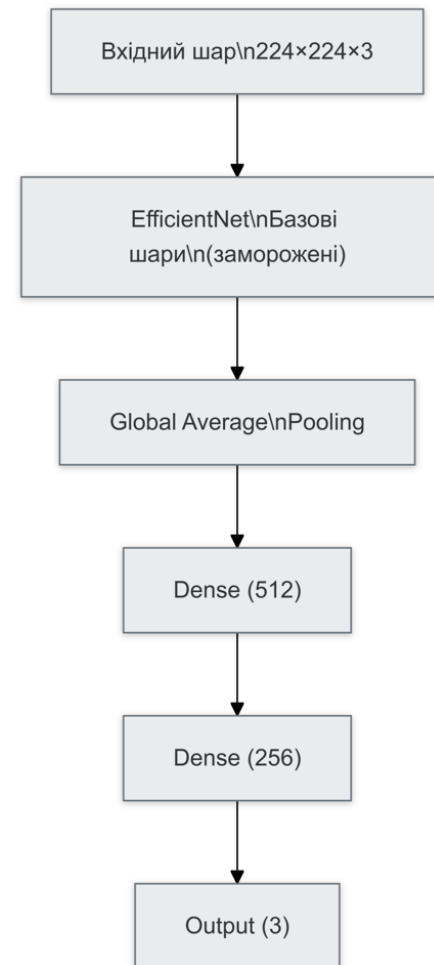 Вхідний шар\n224×224×3
EfficientNet\nБазові
шари\n(заморожені)
Global Average\nPooling
Dense (512)
Dense (256)
Output (3)